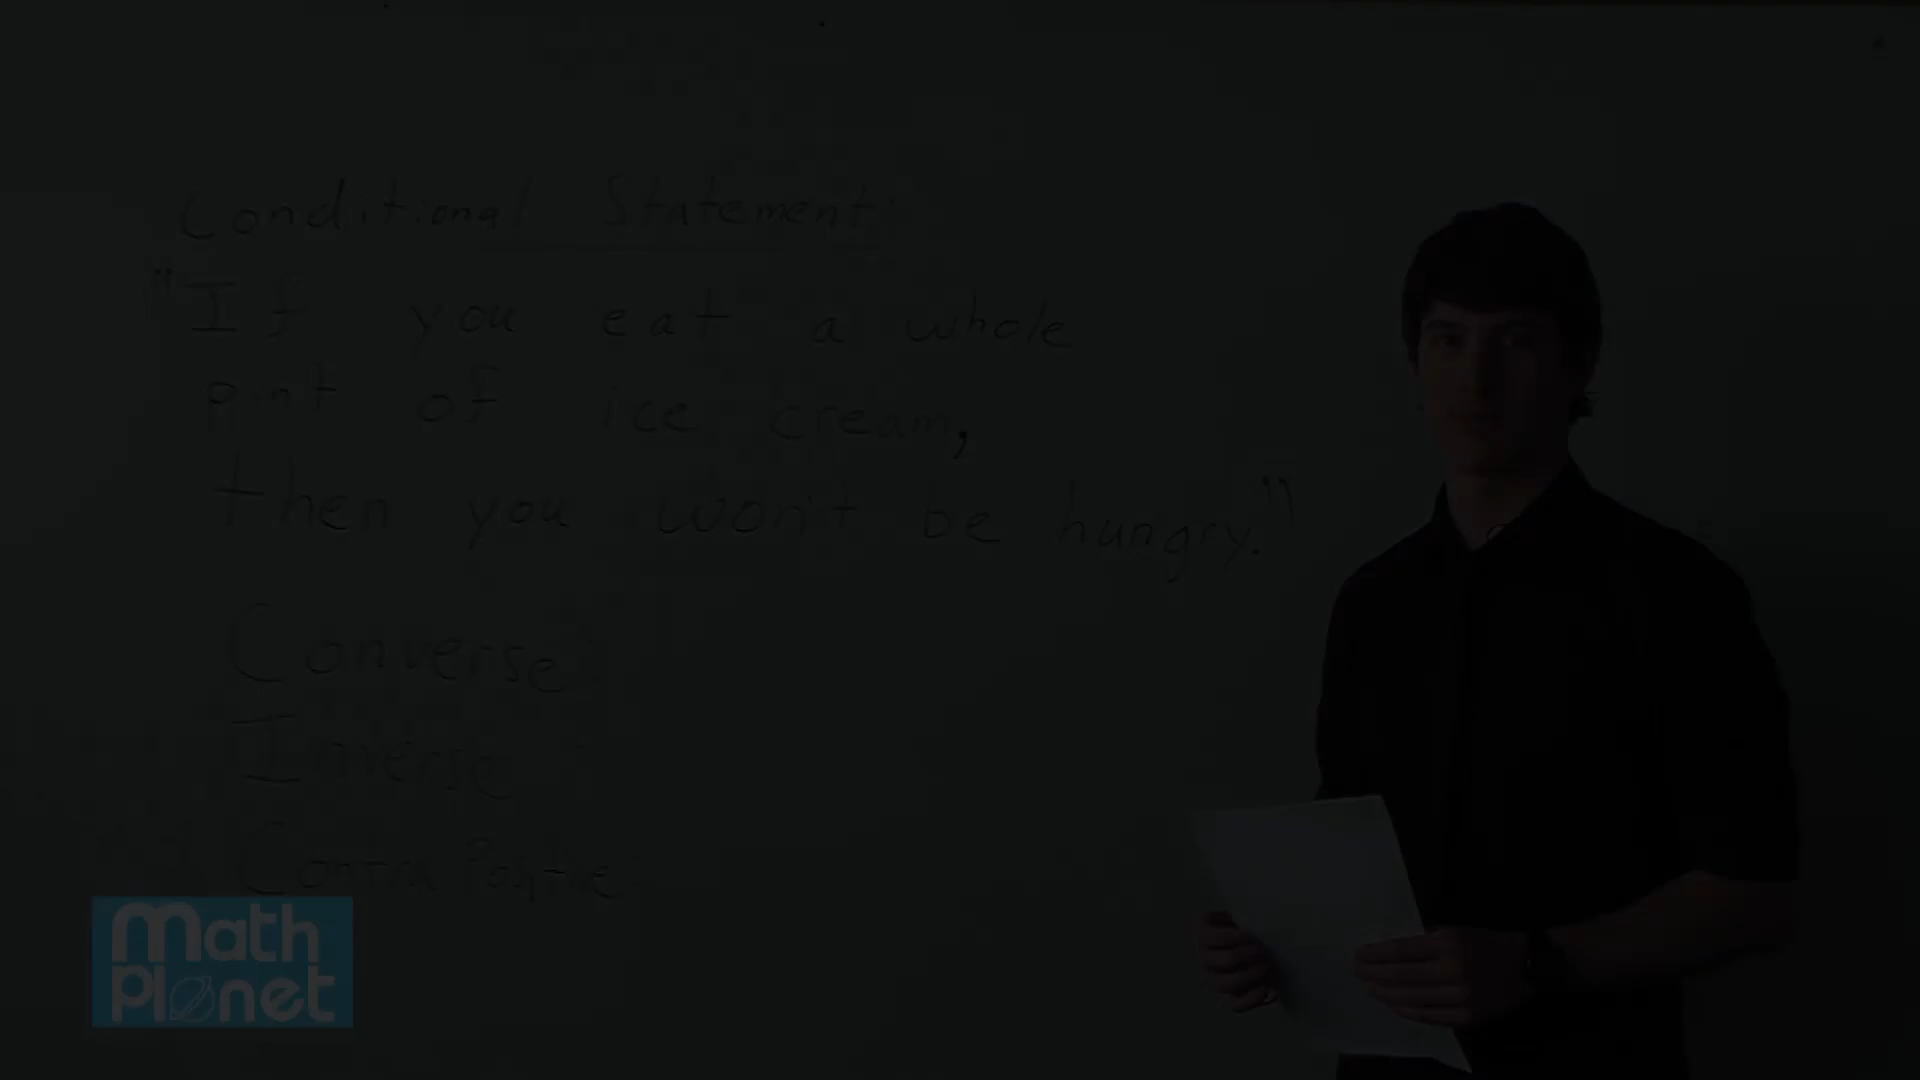 Conditional Statement:
"If you eat a whole
pint of ice cream,
then you won't be hungry."
Converse
Inverse
ContraPositive
math
planet